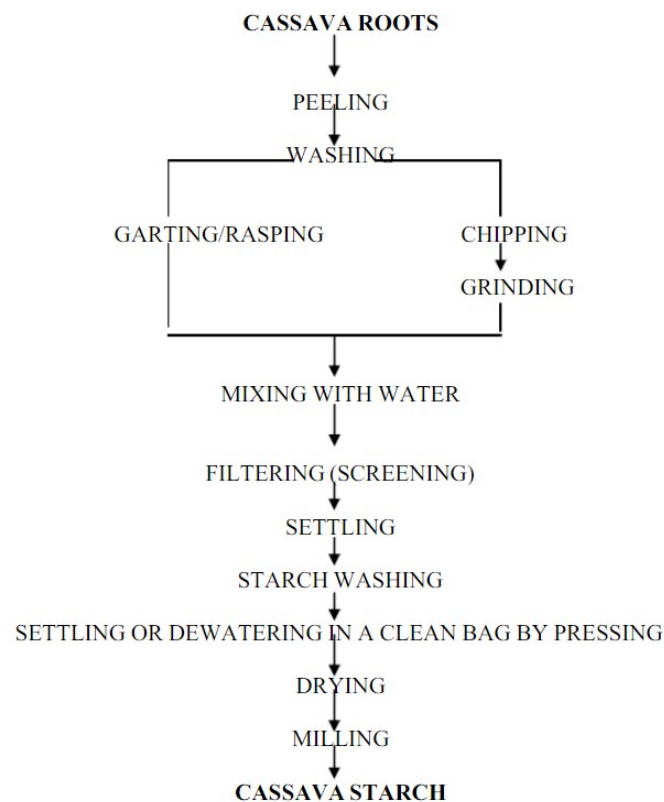 CASSAVA ROOTS
PEELING
WASHING
GARTING/RASPING
CHIPPING
GRINDING
MIXING WITH WATER
FILTERING (SCREENING)
SETTLING
STARCH WASHING
SETTLING OR DEWATERING IN A CLEAN BAG BY PRESSING
DRYING
MILLING
CASSAVA STARCH